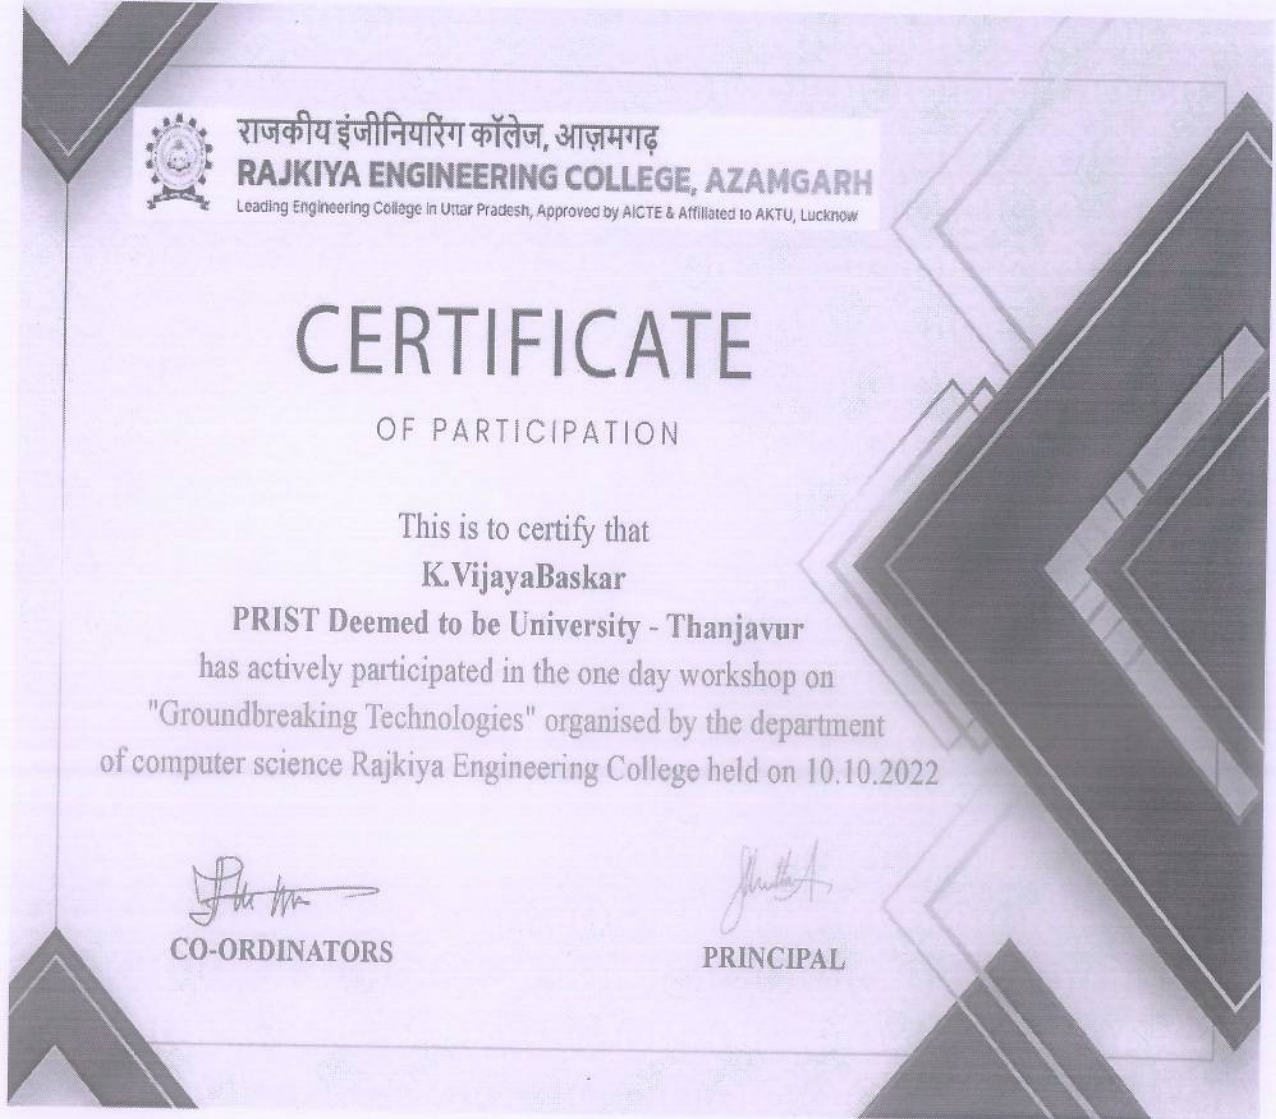 राजकीय इंजीनियरिंग कॉलेज, आज़मगढ़
RAJKIYA ENGINEERING COLLEGE, AZAMGARH
Leading Engineering College in Uttar Pradesh, Approved by AICTE & Affiliated to AKTU, Lucknow
CERTIFICATE
OF PARTICIPATION
This is to certify that
K.VijayaBaskar
PRIST Deemed to be University - Thanjavur
has actively participated in the one day workshop on
"Groundbreaking Technologies" organised by the department
of computer science Rajkiya Engineering College held on 10.10.2022
CO-ORDINATORS
PRINCIPAL